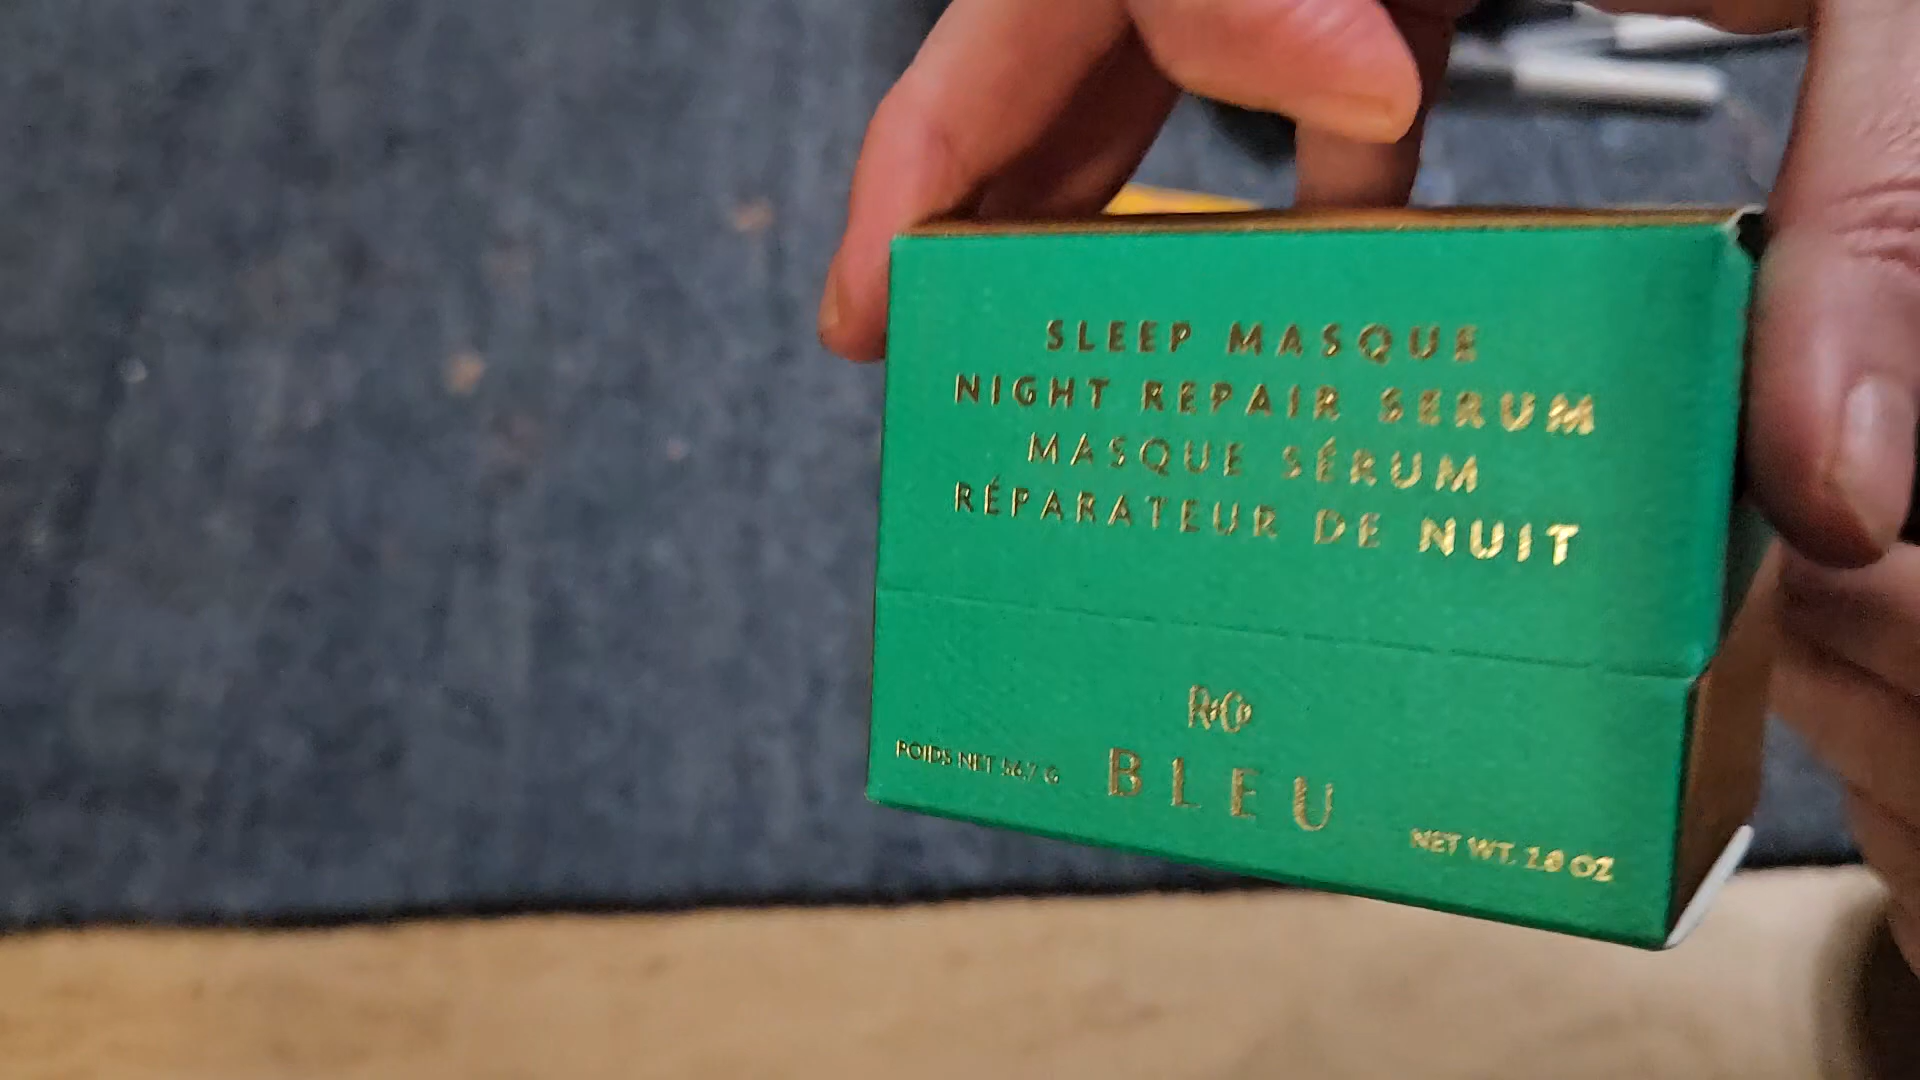 SLEEP MASQUE
NIGHT REPAIR SERUM
MASQUE SÉRUM
RÉPARATEUR DE NUIT
R+Co
BLEU
POIDS NET 56.7 G
NET WT. 2.0 OZ